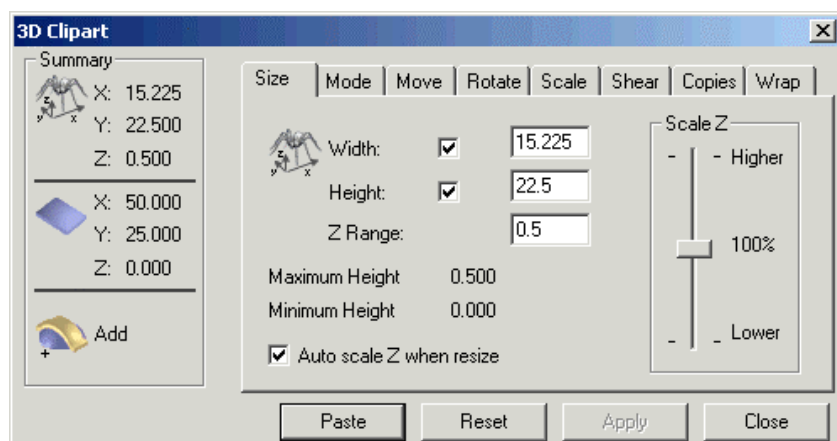 3D Clipart
Summary
X: 15.225
Y: 22.500
Z: 0.500
X: 50.000
Y: 25.000
Z: 0.000
Add
Size Mode Move Rotate Scale Shear Copies Wrap
Width: 15.225
Height: 22.5
Z Range: 0.5
Maximum Height 0.500
Minimum Height 0.000
Auto scale Z when resize
Scale Z
Higher
100%
Lower
Paste Reset Apply Close